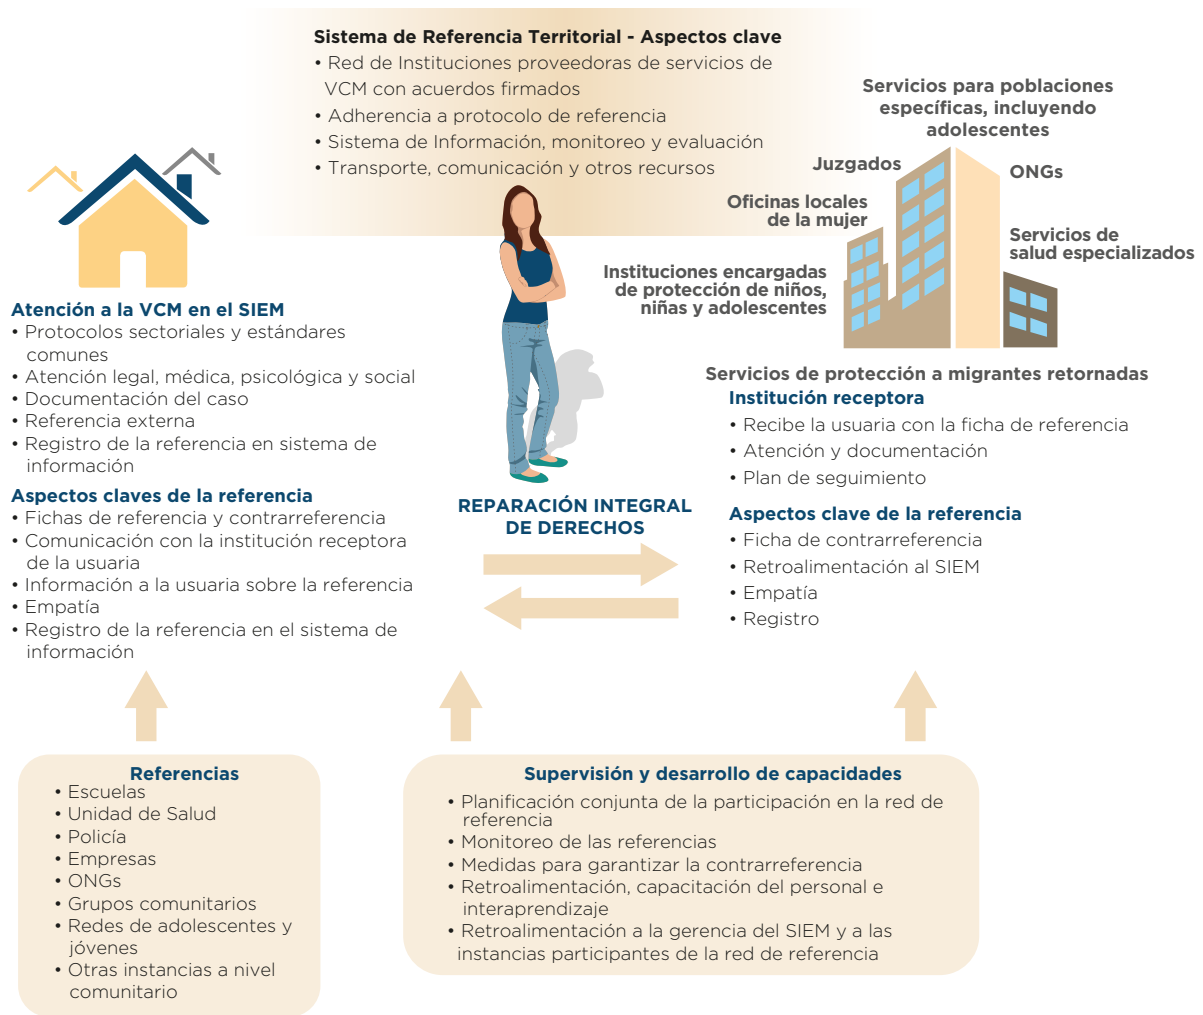 Sistema de Referencia Territorial - Aspectos clave
• Red de Instituciones proveedoras de servicios de
VCM con acuerdos firmados
• Adherencia a protocolo de referencia
• Sistema de Información, monitoreo y evaluación
• Transporte, comunicación y otros recursos
Servicios para poblaciones
específicas, incluyendo
adolescentes
Juzgados
ONGs
Oficinas locales
de la mujer
Servicios de
salud especializados
Instituciones encargadas
de protección de niños,
niñas y adolescentes
Servicios de protección a migrantes retornadas
Atención a la VCM en el SIEM
• Protocolos sectoriales y estándares
comunes
• Atención legal, médica, psicológica y social
• Documentación del caso
• Referencia externa
• Registro de la referencia en sistema de
información
Aspectos claves de la referencia
• Fichas de referencia y contrarreferencia
• Comunicación con la institución receptora
de la usuaria
• Información a la usuaria sobre la referencia
• Empatía
• Registro de la referencia en el sistema de
información
REPARACIÓN INTEGRAL
DE DERECHOS
Institución receptora
• Recibe la usuaria con la ficha de referencia
• Atención y documentación
• Plan de seguimiento
Aspectos clave de la referencia
• Ficha de contrarreferencia
• Retroalimentación al SIEM
• Empatía
• Registro
Referencias
• Escuelas
• Unidad de Salud
• Policía
• Empresas
• ONGs
• Grupos comunitarios
• Redes de adolescentes y
jóvenes
• Otras instancias a nivel
comunitario
Supervisión y desarrollo de capacidades
• Planificación conjunta de la participación en la red de
referencia
• Monitoreo de las referencias
• Medidas para garantizar la contrarreferencia
• Retroalimentación, capacitación del personal e
interaprendizaje
• Retroalimentación a la gerencia del SIEM y a las
instancias participantes de la red de referencia